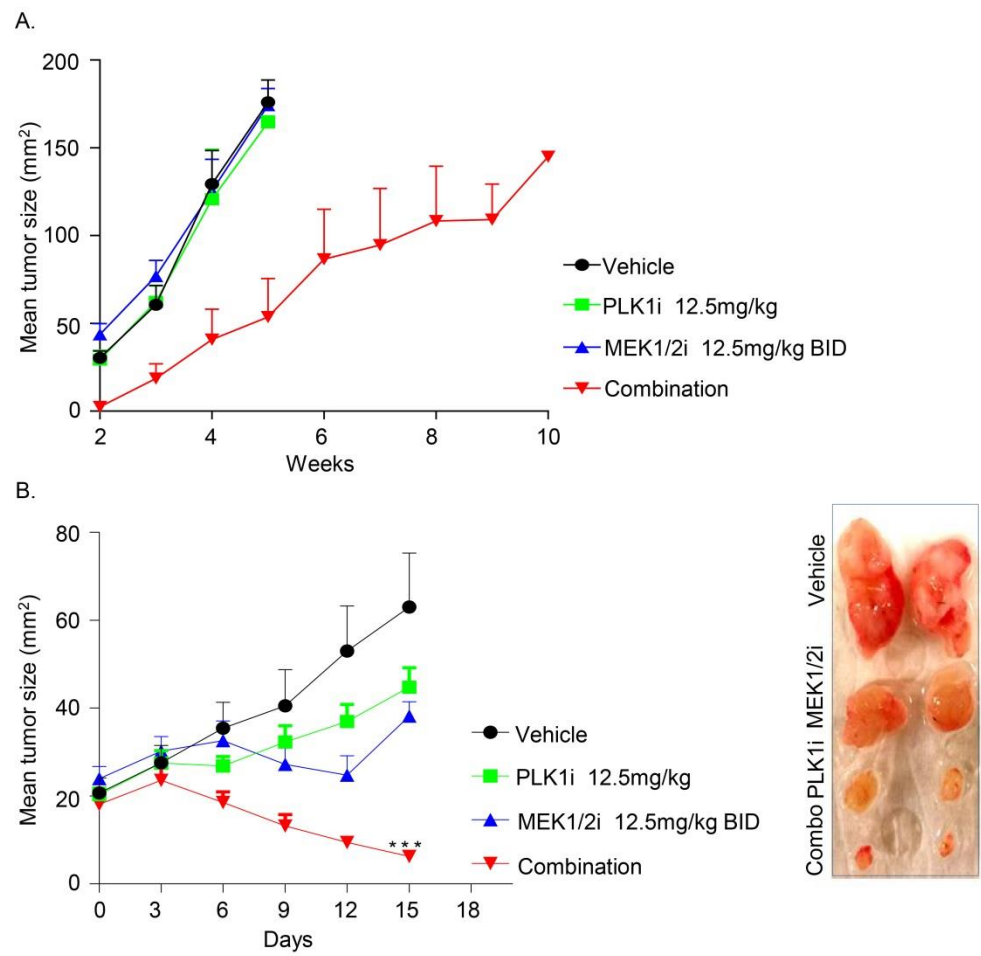 A.
200
150
100
50
0
Mean tumor size (mm²)
2 4 6 8 10
Weeks
Vehicle
PLK1i 12.5mg/kg
MEK1/2i 12.5mg/kg BID
Combination
B.
80
60
40
20
0
Mean tumor size (mm²)
***
0 3 6 9 12 15 18
Days
Vehicle
PLK1i 12.5mg/kg
MEK1/2i 12.5mg/kg BID
Combination
Combo PLK1i MEK1/2i Vehicle